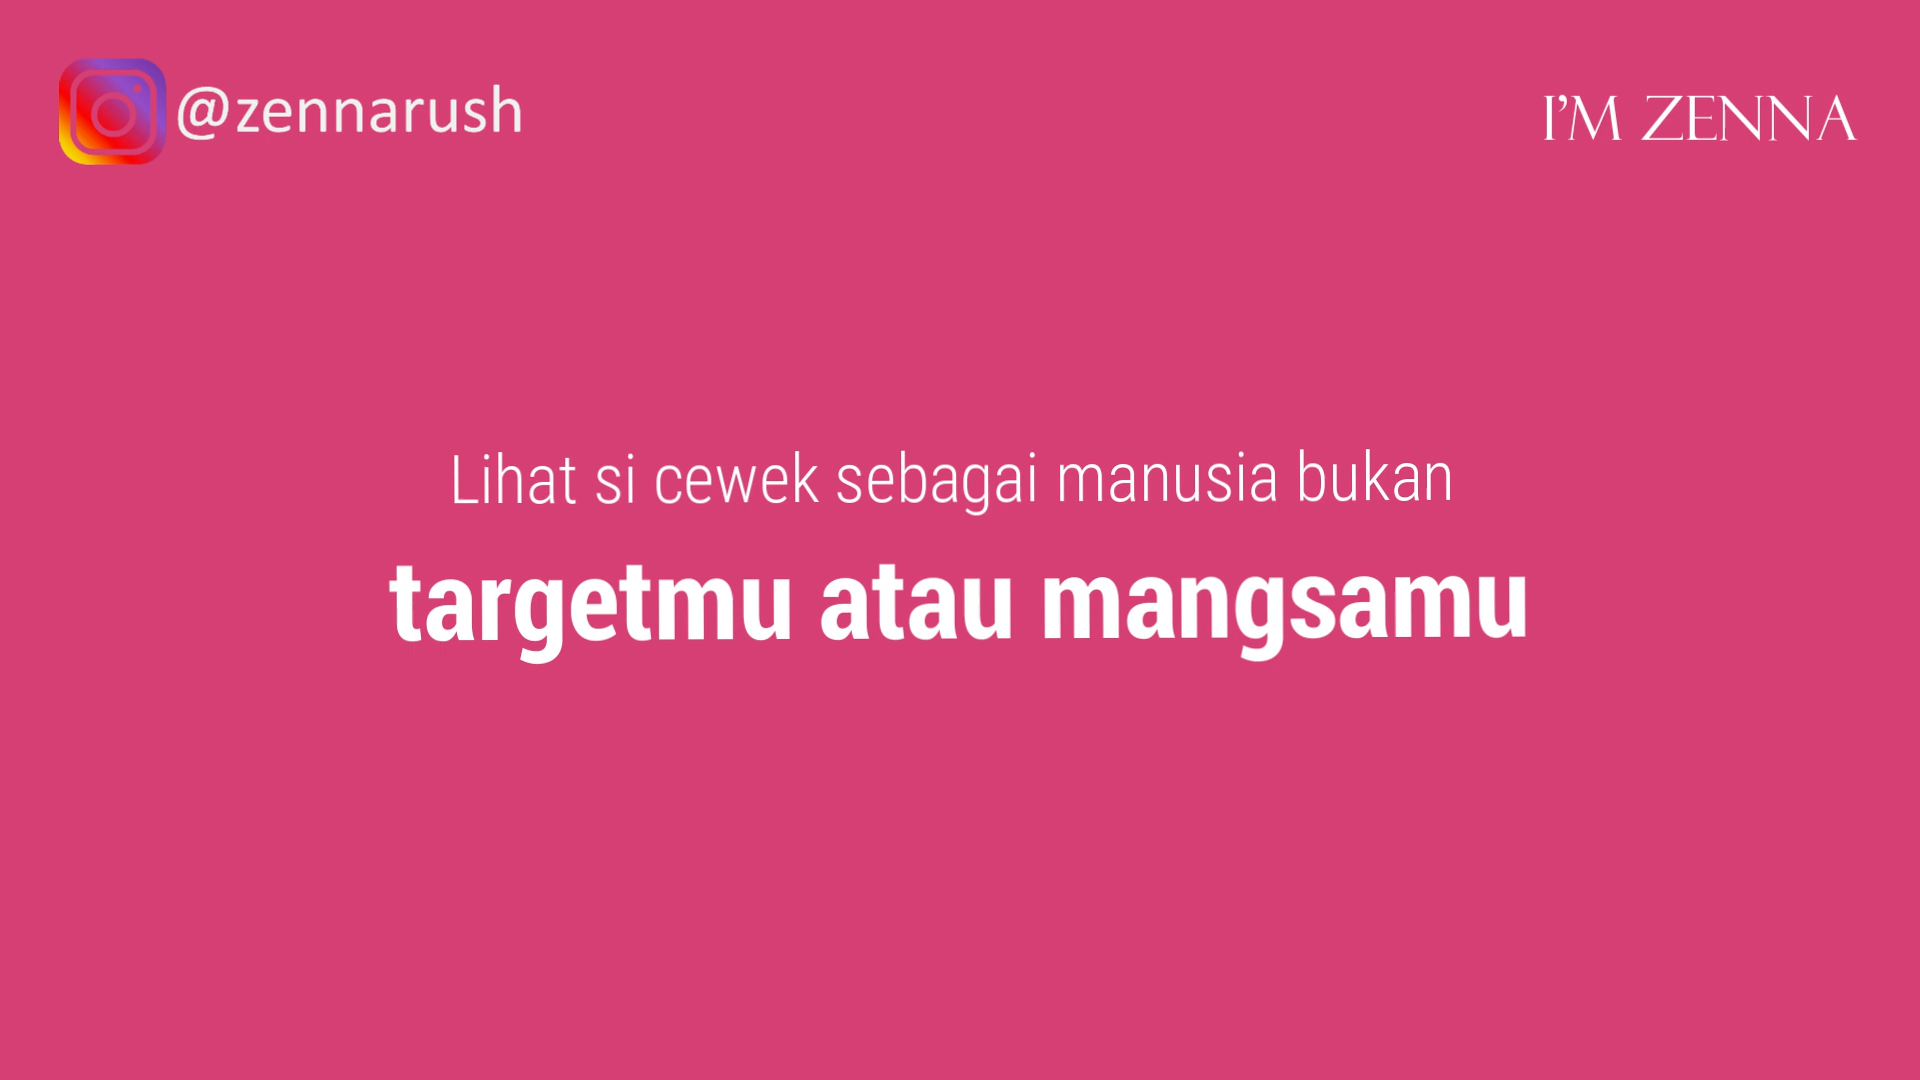 @zennarush
I'M ZENNA
Lihat si cewek sebagai manusia bukan
targetmu atau mangsamu